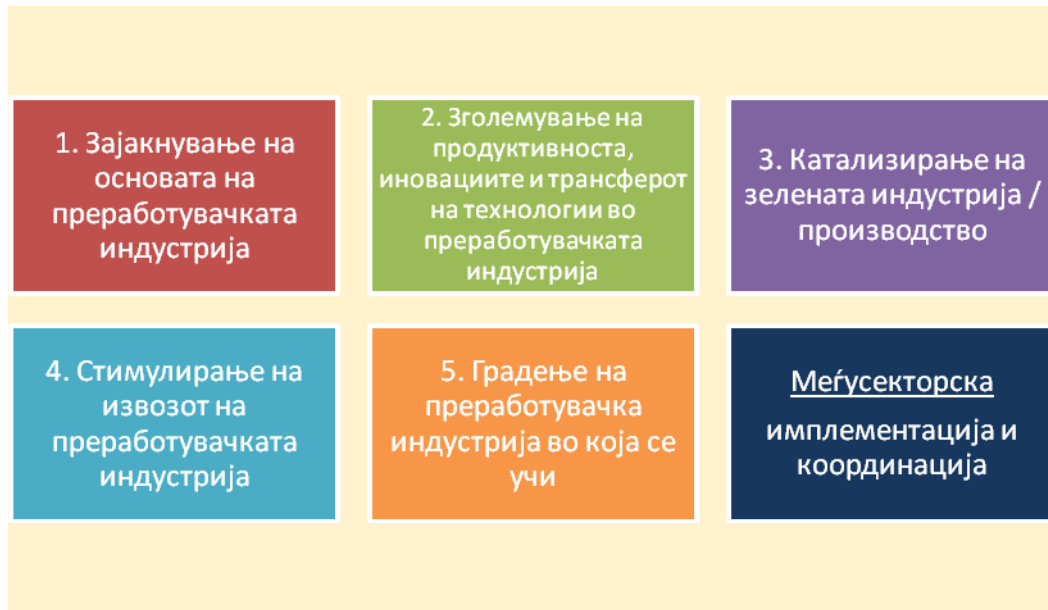 1. Зајакнување на
основата на
преработувачката
индустрија
2. Зголемување на
продуктивноста,
иновациите и трансферот
на технологии во
преработувачката
индустрија
3. Катализирање на
зелената индустрија /
производство
4. Стимулирање на
извозот на
преработувачката
индустрија
5. Градење на
преработувачка
индустрија во која се
учи
Меѓусекторска
имплементација и
координација